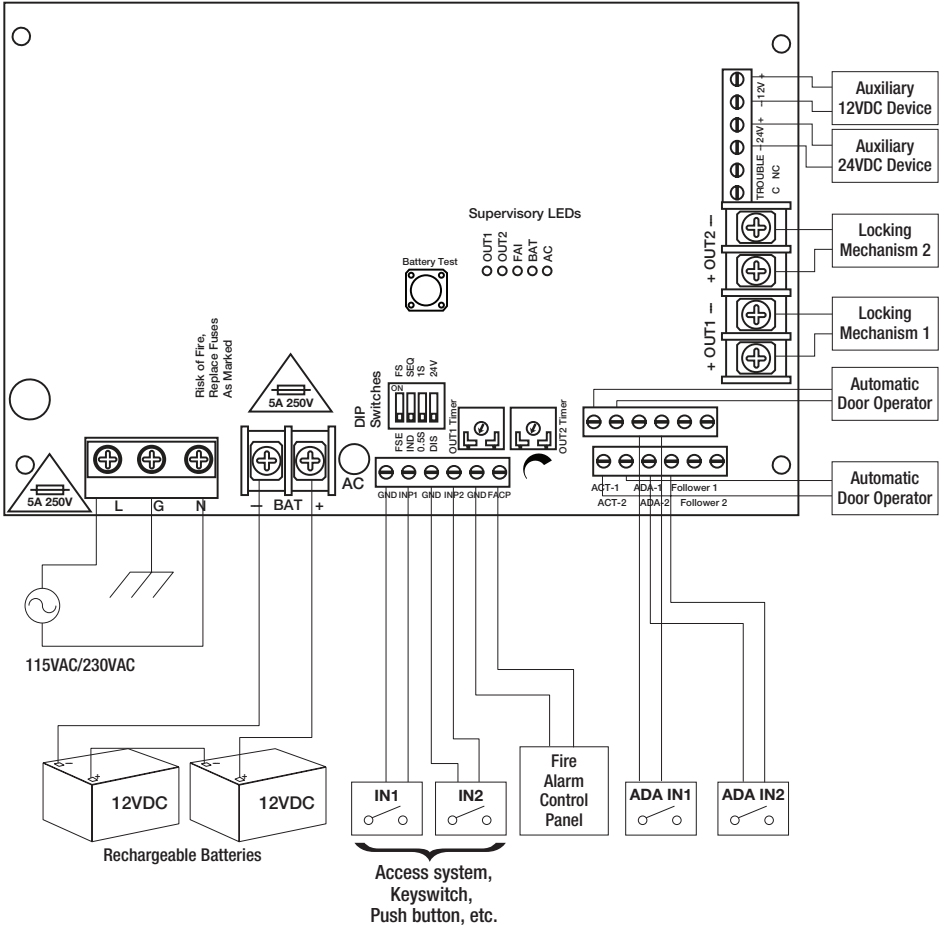 – 12V +
– 24V +
TROUBLE
C NC
Auxiliary
12VDC Device
Auxiliary
24VDC Device
+ OUT2 –
Locking
Mechanism 2
+ OUT1 –
Locking
Mechanism 1
Supervisory LEDs
OUT1
OUT2
FAI
BAT
AC
Battery Test
Risk of Fire,
Replace Fuses
As Marked
5A 250V
DIP
Switches
FS
SEQ
1S
24V
ON
FSE
IND
0.5S
DIS
OUT1 Timer
OUT2 Timer
Automatic
Door Operator
AC
5A 250V
L G N
– BAT +
GND INP1 GND INP2 GND FACP
ACT-1 ADA-1 Follower 1
ACT-2 ADA-2 Follower 2
Automatic
Door Operator
115VAC/230VAC
– +
12VDC
– +
12VDC
Rechargeable Batteries
IN1
IN2
Fire
Alarm
Control
Panel
ADA IN1
ADA IN2
Access system,
Keyswitch,
Push button, etc.